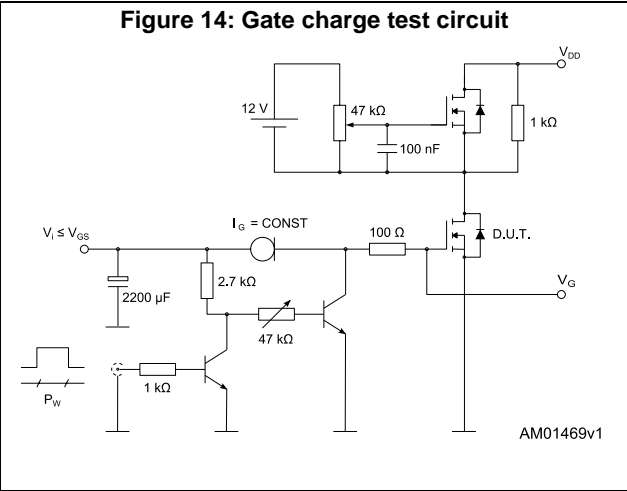 Figure 14: Gate charge test circuit
VDD
12 V
47 kΩ
1 kΩ
100 nF
Vi ≤ VGS
IG = CONST
100 Ω
D.U.T.
2.7 kΩ
2200 μF
VG
47 kΩ
1 kΩ
PW
AM01469v1